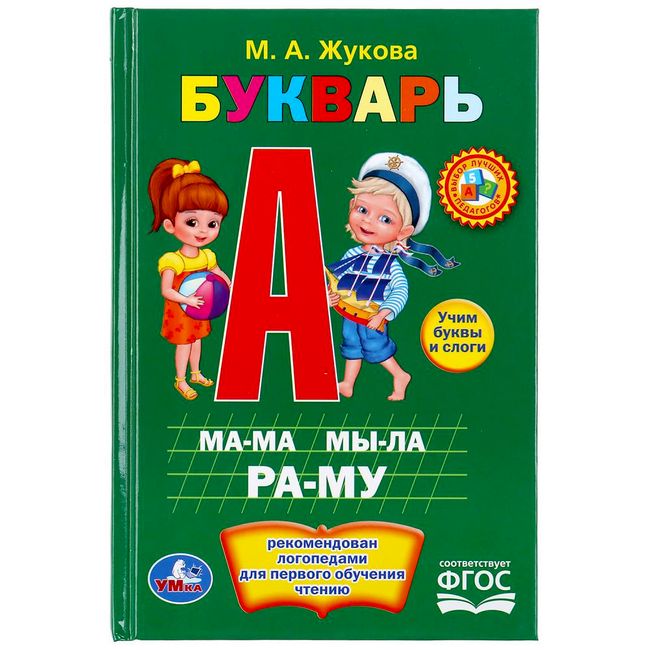 М. А. Жукова
БУКВАРЬ
А
ВЫБОР ЛУЧШИХ
ПЕДАГОГОВ
5
А ?
Учим
буквы
и слоги
МА-МА МЫ-ЛА
РА-МУ
рекомендован
логопедами
для первого обучения
чтению
УМка
соответствует
ФГОС